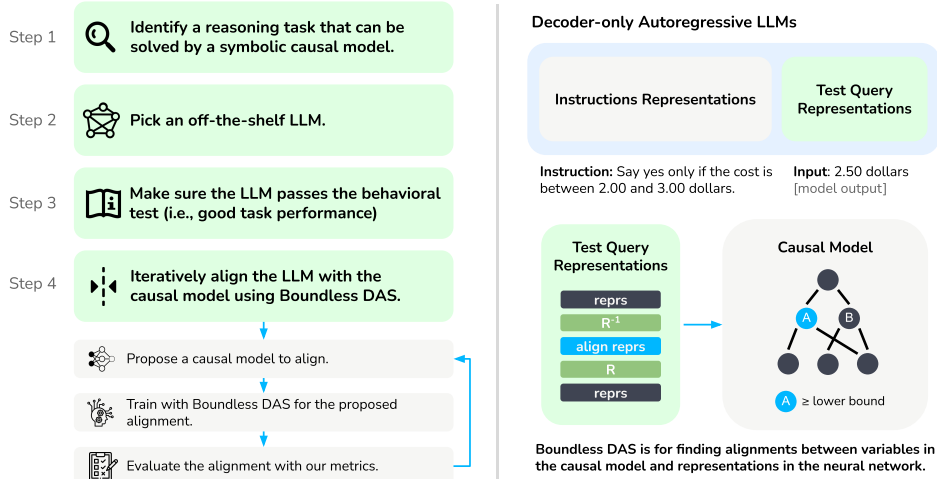 Step 1
Identify a reasoning task that can be
solved by a symbolic causal model.
Step 2
Pick an off-the-shelf LLM.
Step 3
Make sure the LLM passes the behavioral
test (i.e., good task performance)
Step 4
Iteratively align the LLM with the
causal model using Boundless DAS.
Propose a causal model to align.
Train with Boundless DAS for the proposed
alignment.
Evaluate the alignment with our metrics.
Decoder-only Autoregressive LLMs
Instructions Representations
Test Query
Representations
Instruction: Say yes only if the cost is
between 2.00 and 3.00 dollars.
Input: 2.50 dollars
[model output]
Test Query
Representations
reprs
R⁻¹
align reprs
R
reprs
Causal Model
A
B
A ≥ lower bound
Boundless DAS is for finding alignments between variables in
the causal model and representations in the neural network.